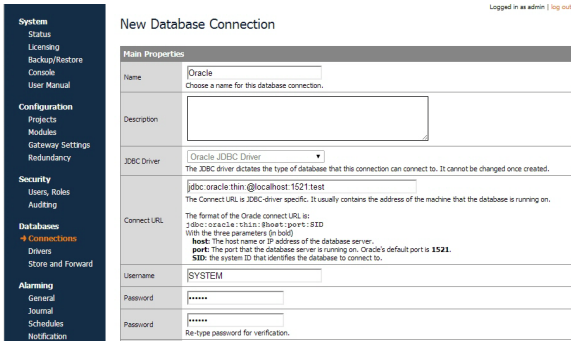 Logged in as admin | log out
System
Status
Licensing
Backup/Restore
Console
User Manual
Configuration
Projects
Modules
Gateway Settings
Redundancy
Security
Users, Roles
Auditing
Databases
Connections
Drivers
Store and Forward
Alarming
General
Journal
Schedules
Notification
New Database Connection
Main Properties
Name
Oracle
Choose a name for this database connection.
Description
JDBC Driver
Oracle JDBC Driver
The JDBC driver dictates the type of database that this connection can connect to. It cannot be changed once created.
Connect URL
jdbc:oracle:thin:@localhost:1521:test
The Connect URL is JDBC-driver specific. It usually contains the address of the machine that the database is running on.
The format of the Oracle connect URL is:
jdbc:oracle:thin:@host:port:SID
With the three parameters (in bold)
host: The host name or IP address of the database server.
port: The port that the database server is running on. Oracle's default port is 1521.
SID: the system ID that identifies the database to connect to.
Username
SYSTEM
Password
••••••
Password
••••••
Re-type password for verification.